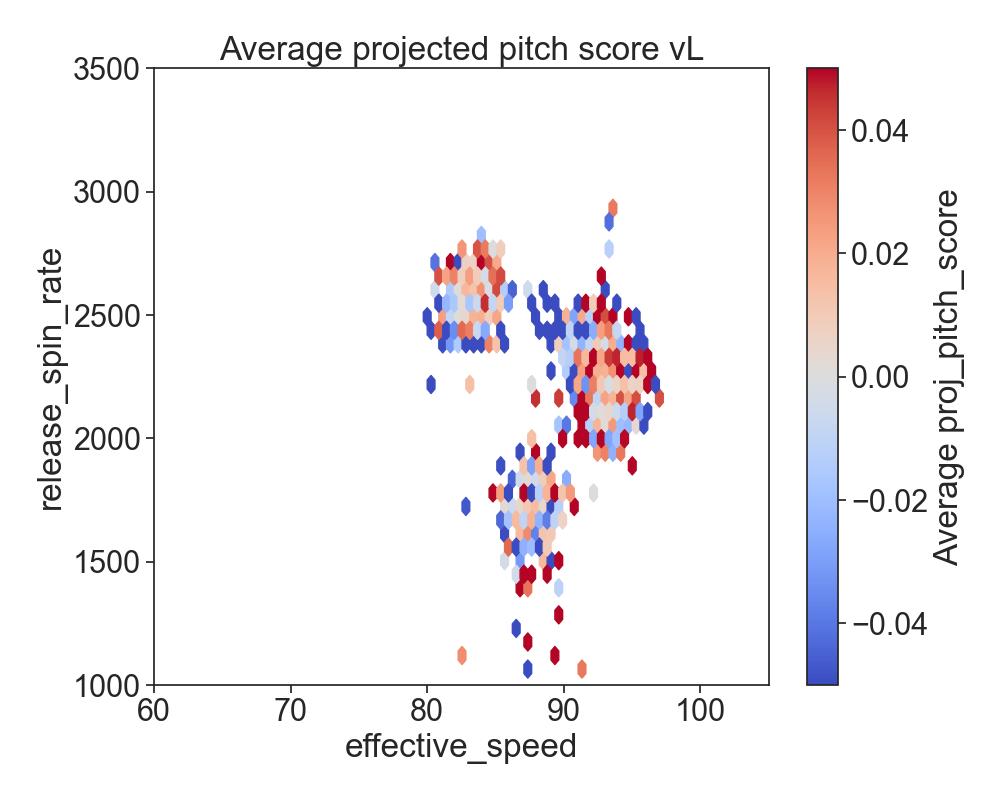 Average projected pitch score vL
3500
3000
2500
2000
1500
1000
release_spin_rate
60 70 80 90 100
effective_speed
0.04
0.02
0.00
−0.02
−0.04
Average proj_pitch_score